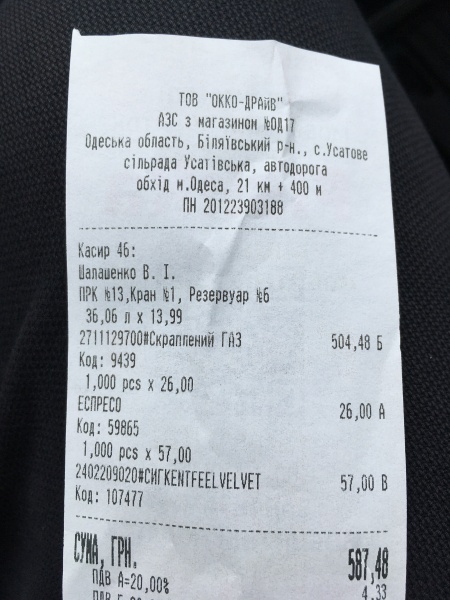 ТОВ "ОККО-ДРАЙВ"
АЗС з магазином №ОД17
Одеська область, Біляївський р-н., с.Усатове
сільрада Усатівська, автодорога
обхід м.Одеса, 21 км + 400 м
ПН 201223903188
Касир 46:
Шапашенко В. І.
ПРК №13,Кран №1, Резервуар №6
36,06 л x 13,99
2711129700#Скраплений ГАЗ 504,48 Б
Код: 9439
1,000 pcs x 26,00
ЕСПРЕСО 26,00 А
Код: 59865
1,000 pcs x 57,00
2402209020#СИГKENTFEELVELVET 57,00 В
Код: 107477
СУМА, ГРН. 587,48
ПДВ А=20,00% 4,33